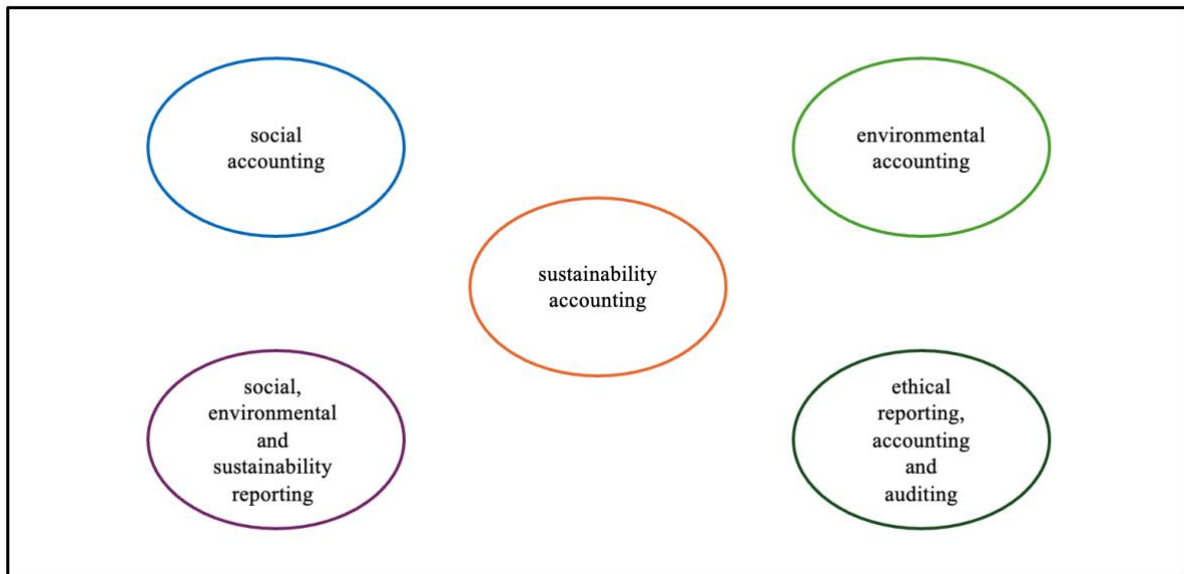 social
accounting
environmental
accounting
sustainability
accounting
social,
environmental
and
sustainability
reporting
ethical
reporting,
accounting
and
auditing